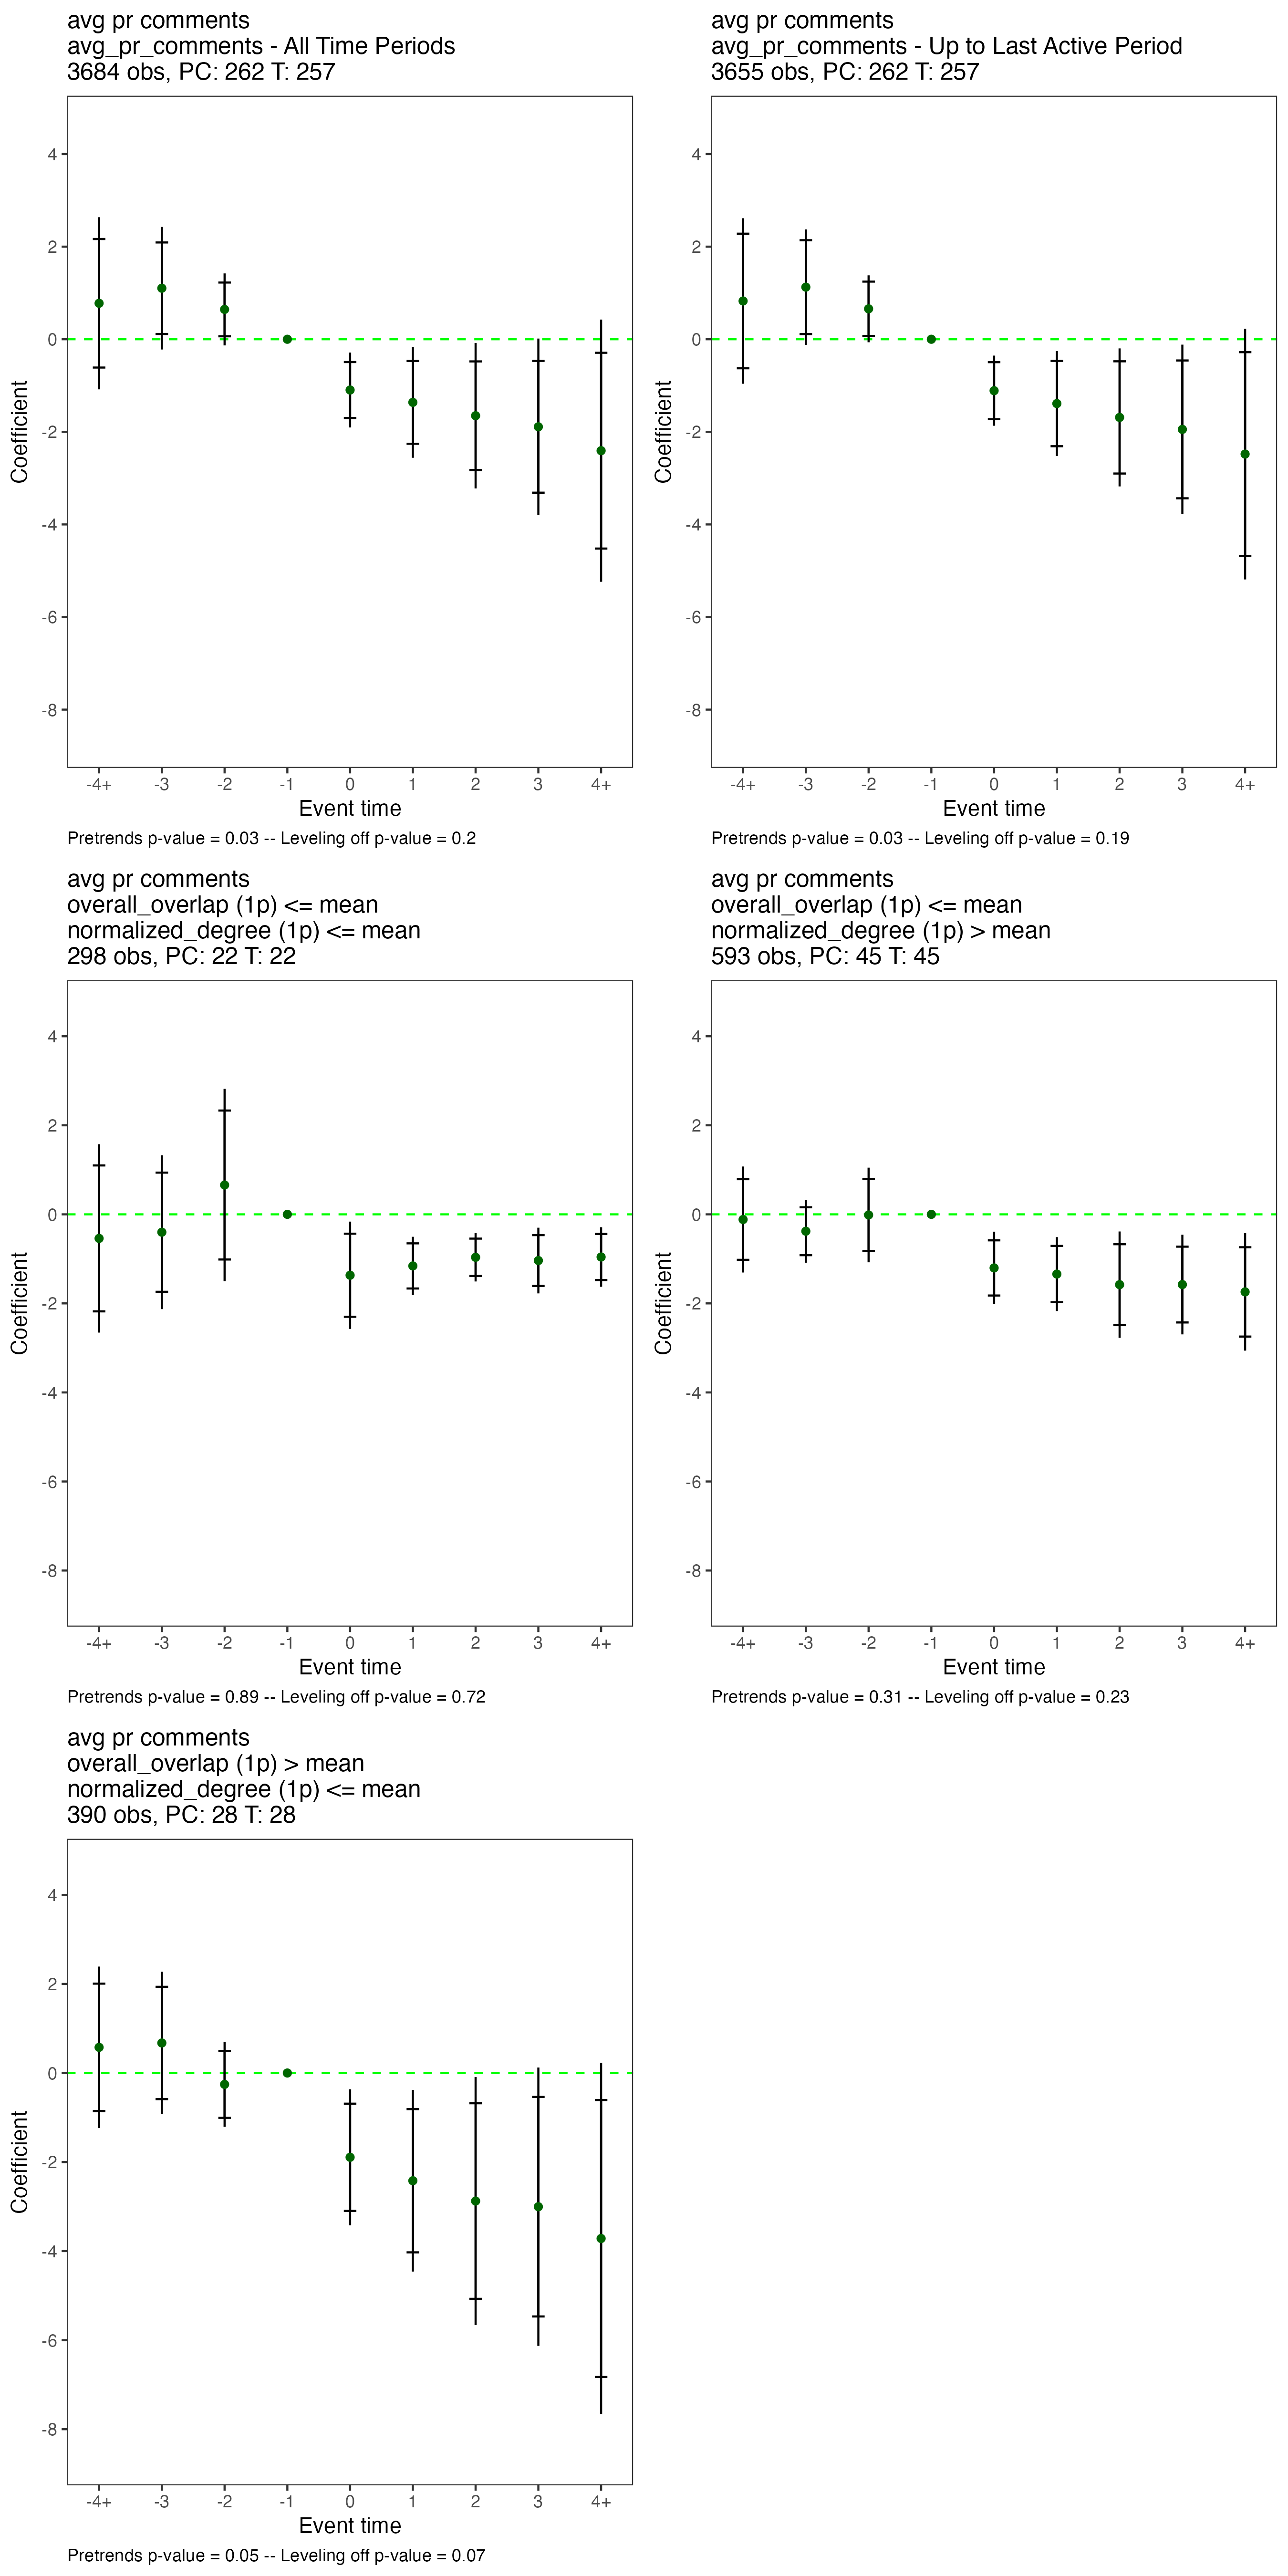 avg pr comments
avg_pr_comments - All Time Periods
3684 obs, PC: 262 T: 257
4
2
0
-2
-4
-6
-8
Coefficient
-4+ -3 -2 -1 0 1 2 3 4+
Event time
Pretrends p-value = 0.03 -- Leveling off p-value = 0.2
avg pr comments
avg_pr_comments - Up to Last Active Period
3655 obs, PC: 262 T: 257
4
2
0
-2
-4
-6
-8
Coefficient
-4+ -3 -2 -1 0 1 2 3 4+
Event time
Pretrends p-value = 0.03 -- Leveling off p-value = 0.19
avg pr comments
overall_overlap (1p) <= mean
normalized_degree (1p) <= mean
298 obs, PC: 22 T: 22
4
2
0
-2
-4
-6
-8
Coefficient
-4+ -3 -2 -1 0 1 2 3 4+
Event time
Pretrends p-value = 0.89 -- Leveling off p-value = 0.72
avg pr comments
overall_overlap (1p) <= mean
normalized_degree (1p) > mean
593 obs, PC: 45 T: 45
4
2
0
-2
-4
-6
-8
Coefficient
-4+ -3 -2 -1 0 1 2 3 4+
Event time
Pretrends p-value = 0.31 -- Leveling off p-value = 0.23
avg pr comments
overall_overlap (1p) > mean
normalized_degree (1p) <= mean
390 obs, PC: 28 T: 28
4
2
0
-2
-4
-6
-8
Coefficient
-4+ -3 -2 -1 0 1 2 3 4+
Event time
Pretrends p-value = 0.05 -- Leveling off p-value = 0.07